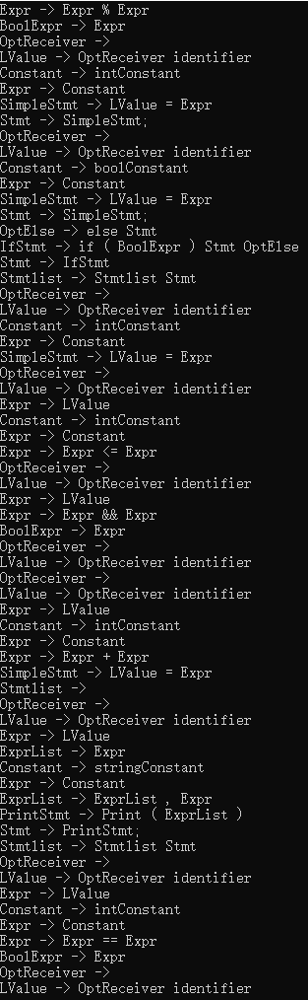 Expr -> Expr % Expr
BoolExpr -> Expr
OptReceiver ->
LValue -> OptReceiver identifier
Constant -> intConstant
Expr -> Constant
SimpleStmt -> LValue = Expr
Stmt -> SimpleStmt;
OptReceiver ->
LValue -> OptReceiver identifier
Constant -> boolConstant
Expr -> Constant
SimpleStmt -> LValue = Expr
Stmt -> SimpleStmt;
OptElse -> else Stmt
IfStmt -> if ( BoolExpr ) Stmt OptElse
Stmt -> IfStmt
Stmtlist -> Stmtlist Stmt
OptReceiver ->
LValue -> OptReceiver identifier
Constant -> intConstant
Expr -> Constant
SimpleStmt -> LValue = Expr
OptReceiver ->
LValue -> OptReceiver identifier
Expr -> LValue
Constant -> intConstant
Expr -> Constant
Expr -> Expr <= Expr
OptReceiver ->
LValue -> OptReceiver identifier
Expr -> LValue
Expr -> Expr && Expr
BoolExpr -> Expr
OptReceiver ->
LValue -> OptReceiver identifier
OptReceiver ->
LValue -> OptReceiver identifier
Expr -> LValue
Constant -> intConstant
Expr -> Constant
Expr -> Expr + Expr
SimpleStmt -> LValue = Expr
Stmtlist ->
OptReceiver ->
LValue -> OptReceiver identifier
Expr -> LValue
ExprList -> Expr
Constant -> stringConstant
Expr -> Constant
ExprList -> ExprList , Expr
PrintStmt -> Print ( ExprList )
Stmt -> PrintStmt;
Stmtlist -> Stmtlist Stmt
OptReceiver ->
LValue -> OptReceiver identifier
Expr -> LValue
Constant -> intConstant
Expr -> Constant
Expr -> Expr == Expr
BoolExpr -> Expr
OptReceiver ->
LValue -> OptReceiver identifier